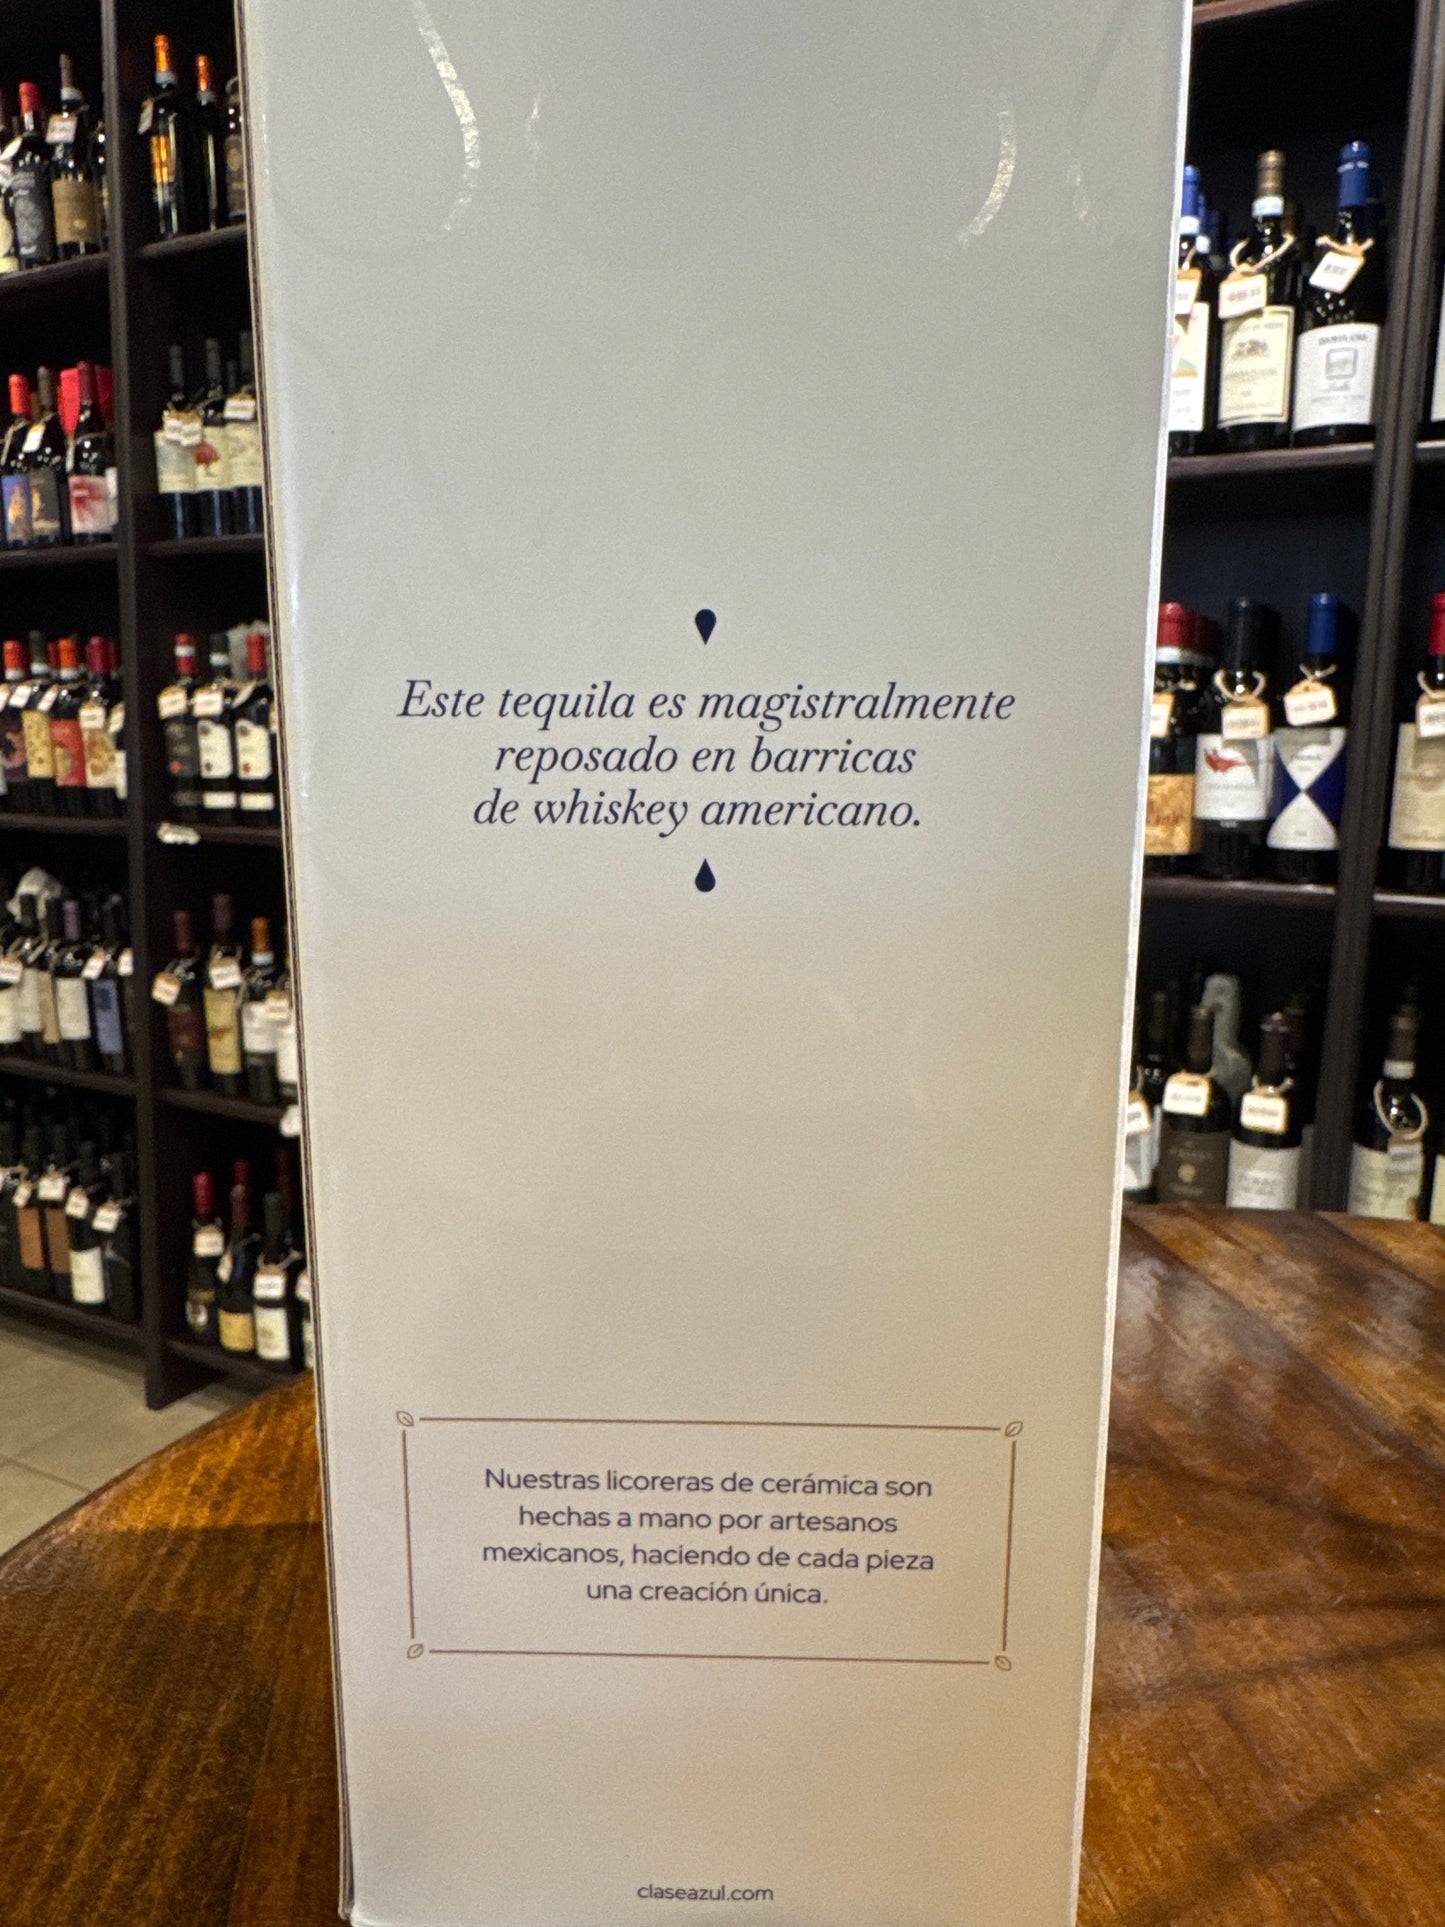 Este tequila es magistralmente
reposado en barricas
de whiskey americano.
Nuestras licoreras de cerámica son
hechas a mano por artesanos
mexicanos, haciendo de cada pieza
una creación única.
claseazul.com